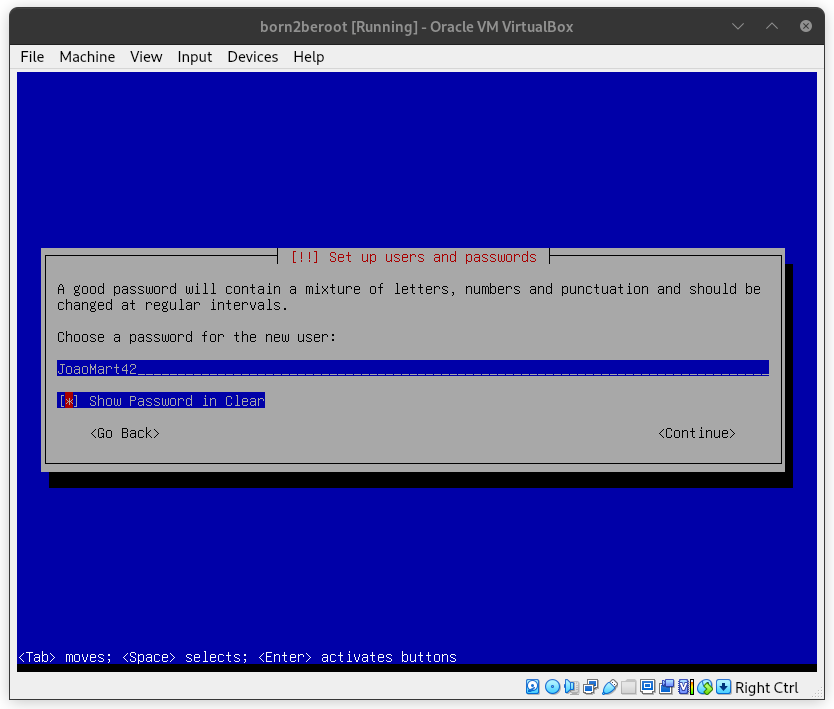 born2beroot [Running] - Oracle VM VirtualBox
File Machine View Input Devices Help
[!!] Set up users and passwords
A good password will contain a mixture of letters, numbers and punctuation and should be
changed at regular intervals.
Choose a password for the new user:
JoaoMart42
[*] Show Password in Clear
<Go Back> <Continue>
<Tab> moves; <Space> selects; <Enter> activates buttons
Right Ctrl